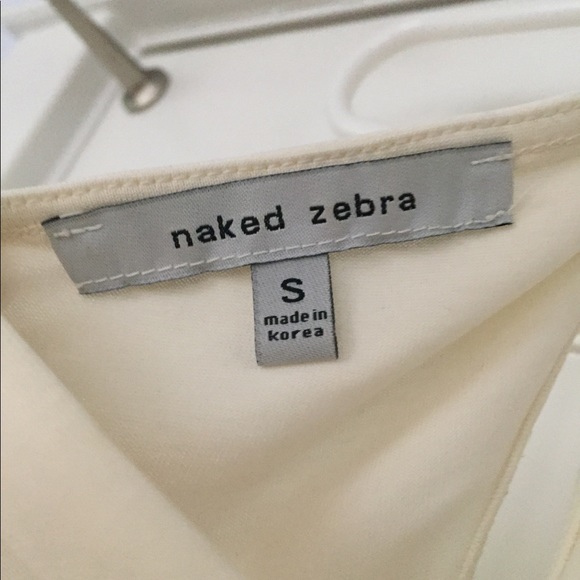 naked zebra
S
made in
korea